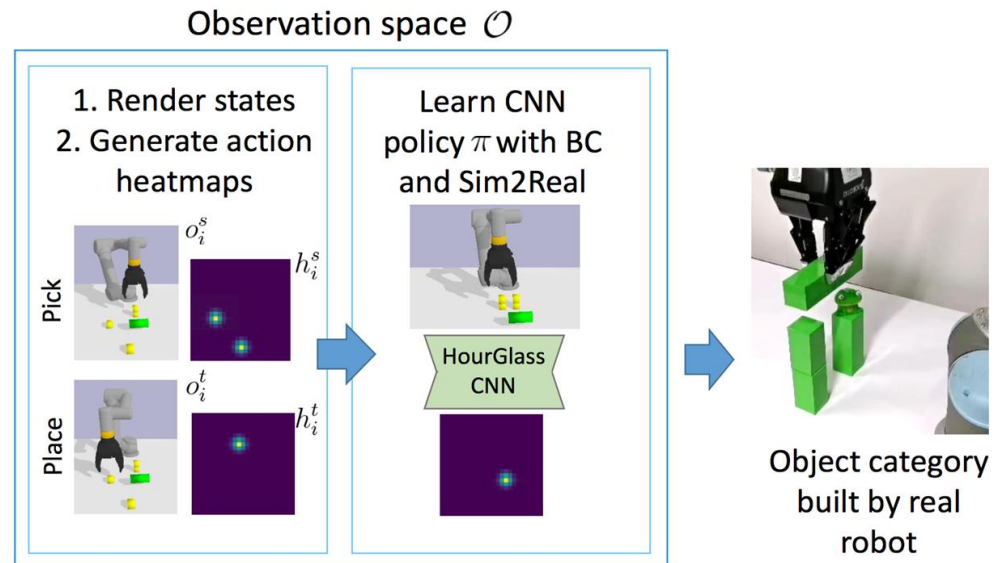 Observation space 𝒪
1. Render states
2. Generate action
heatmaps
Pick
o_i^s
h_i^s
Place
o_i^t
h_i^t
Learn CNN
policy π with BC
and Sim2Real
HourGlass
CNN
Object category
built by real
robot